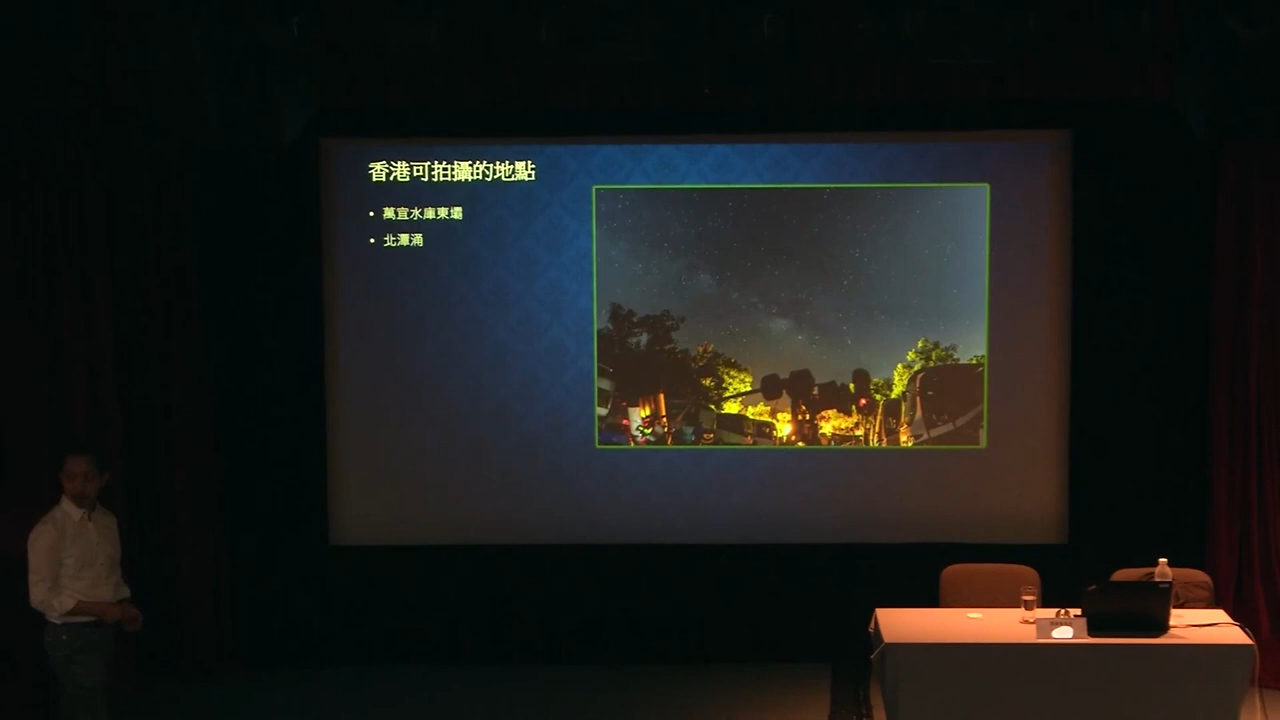 香港可拍攝的地點
• 萬宜水庫東壩
• 北潭涌